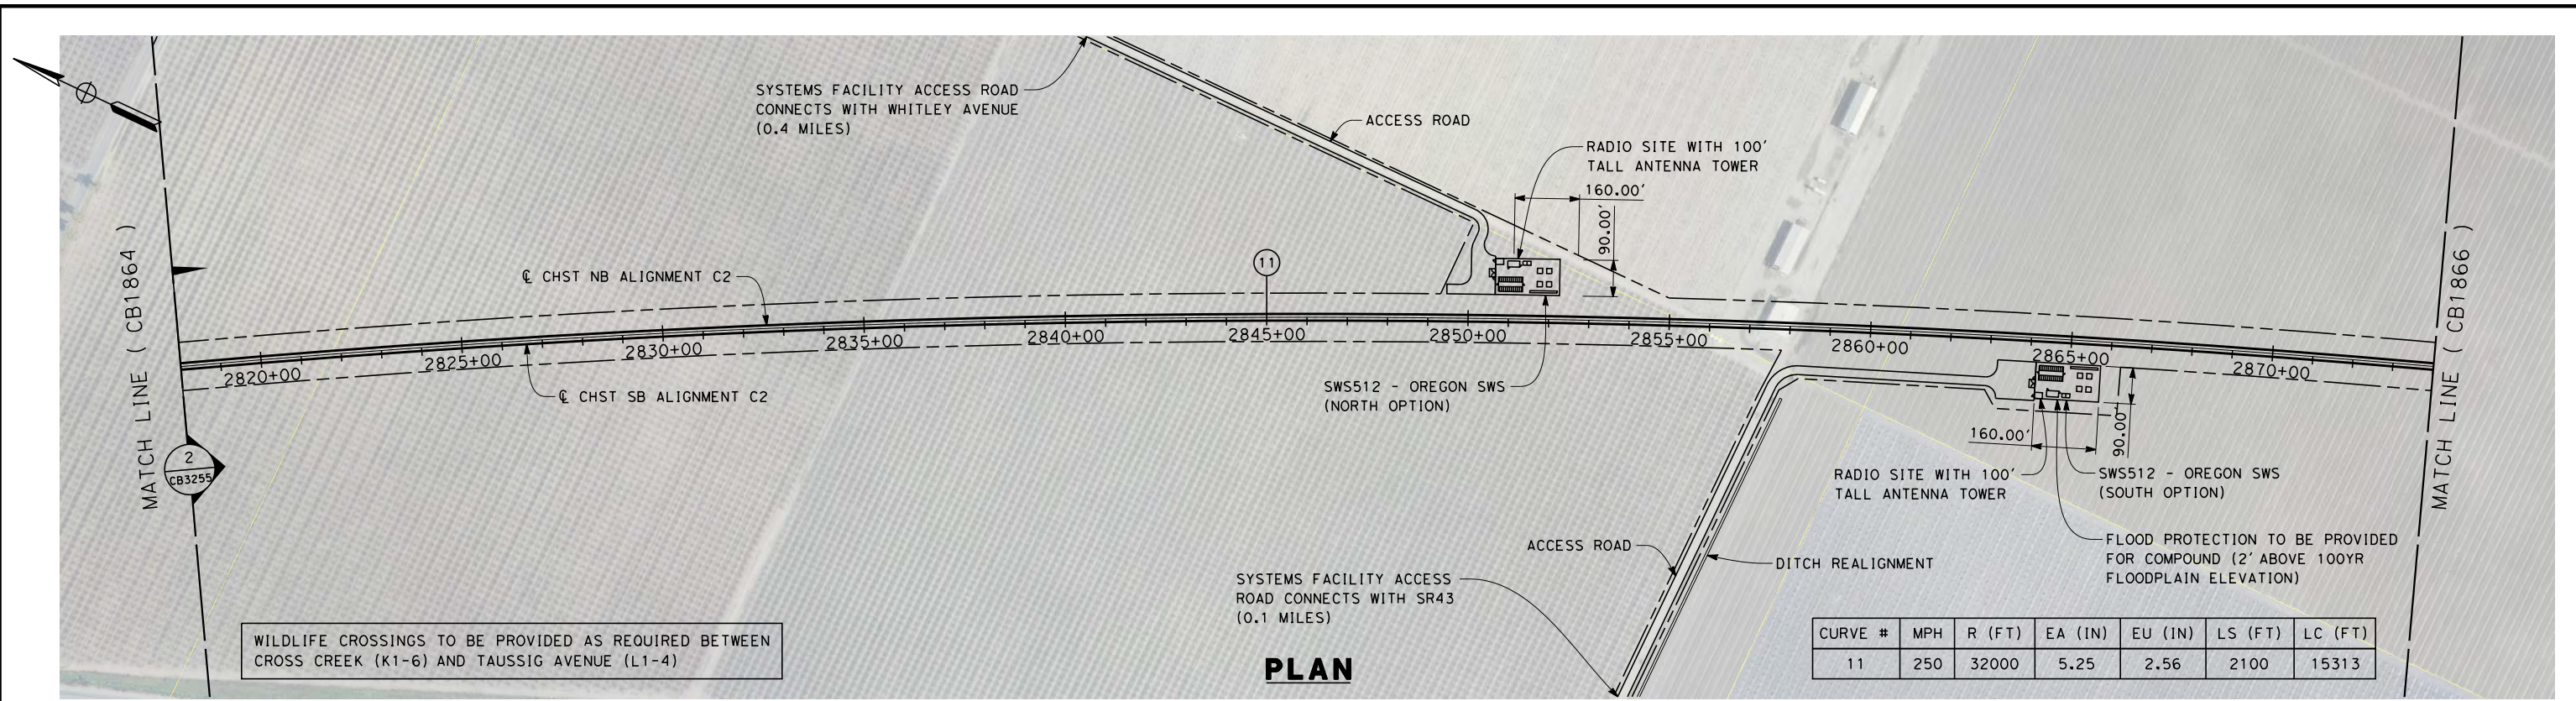 SYSTEMS FACILITY ACCESS ROAD
CONNECTS WITH WHITLEY AVENUE
(0.4 MILES)
ACCESS ROAD
RADIO SITE WITH 100'
TALL ANTENNA TOWER
160.00'
90.00'
MATCH LINE ( CB1864 )
℄ CHST NB ALIGNMENT C2
11
MATCH LINE ( CB1866 )
2820+00
2825+00
2830+00
2835+00
2840+00
2845+00
2850+00
2855+00
2860+00
2865+00
2870+00
℄ CHST SB ALIGNMENT C2
SWS512 - OREGON SWS
(NORTH OPTION)
2
CB3255
160.00'
90.00'
RADIO SITE WITH 100'
TALL ANTENNA TOWER
SWS512 - OREGON SWS
(SOUTH OPTION)
FLOOD PROTECTION TO BE PROVIDED
FOR COMPOUND (2' ABOVE 100YR
FLOODPLAIN ELEVATION)
ACCESS ROAD
DITCH REALIGNMENT
SYSTEMS FACILITY ACCESS
ROAD CONNECTS WITH SR43
(0.1 MILES)
WILDLIFE CROSSINGS TO BE PROVIDED AS REQUIRED BETWEEN
CROSS CREEK (K1-6) AND TAUSSIG AVENUE (L1-4)
PLAN
CURVE # MPH R (FT) EA (IN) EU (IN) LS (FT) LC (FT)
11 250 32000 5.25 2.56 2100 15313